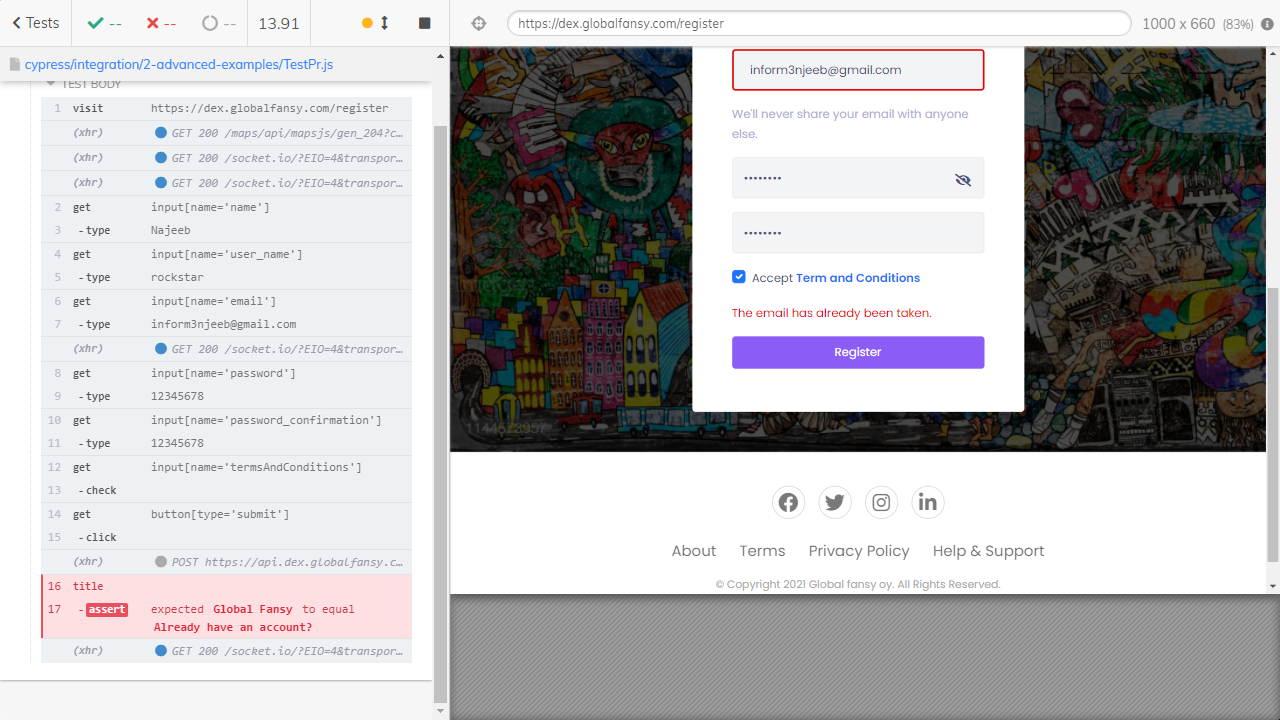 Tests
--
--
--
13.91
https://dex.globalfansy.com/register
1000 x 660 (83%)
cypress/integration/2-advanced-examples/TestPr.js
TEST BODY
1 visit https://dex.globalfansy.com/register
(xhr) GET 200 /maps/api/mapsjs/gen_204?c…
(xhr) GET 200 /socket.io/?EIO=4&transpor…
(xhr) GET 200 /socket.io/?EIO=4&transpor…
2 get input[name='name']
3 -type Najeeb
4 get input[name='user_name']
5 -type rockstar
6 get input[name='email']
7 -type inform3njeeb@gmail.com
(xhr) GET 200 /socket.io/?EIO=4&transpor…
8 get input[name='password']
9 -type 12345678
10 get input[name='password_confirmation']
11 -type 12345678
12 get input[name='termsAndConditions']
13 -check
14 get button[type='submit']
15 -click
(xhr) POST https://api.dex.globalfansy.c…
16 title
17 -assert expected Global Fansy to equal
Already have an account?
(xhr) GET 200 /socket.io/?EIO=4&transpor…
inform3njeeb@gmail.com
We'll never share your email with anyone
else.
••••••••
••••••••
Accept Term and Conditions
The email has already been taken.
Register
1144573957
About Terms Privacy Policy Help & Support
© Copyright 2021 Global fansy oy. All Rights Reserved.